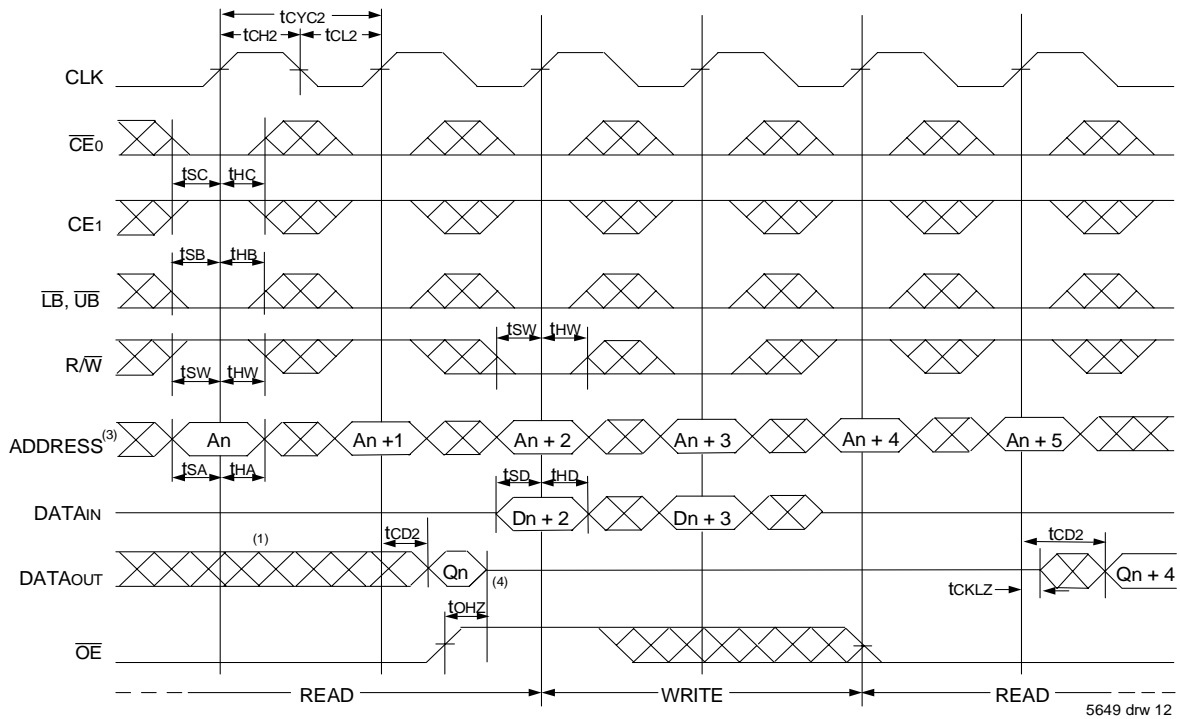 tCYC2
tCH2 tCL2
CLK
CE0
tSC tHC
CE1
tSB tHB
LB, UB
tSW tHW
R/W
tSW tHW
ADDRESS(3) An An +1 An + 2 An + 3 An + 4 An + 5
tSA tHA tSD tHD
DATAIN Dn + 2 Dn + 3
(1) tCD2 tCD2
DATAOUT Qn (4) Qn + 4
tCKLZ
tOHZ
OE
READ WRITE READ
5649 drw 12